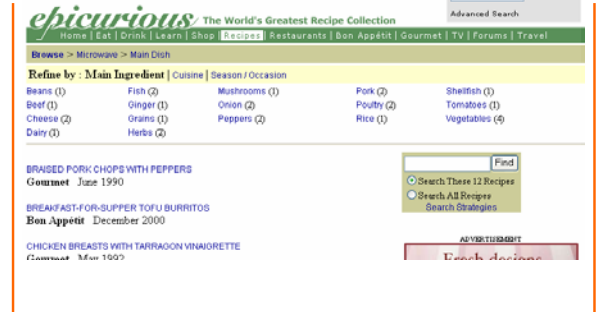 epicurious The World's Greatest Recipe Collection
Advanced Search
Home | Eat | Drink | Learn | Shop | Recipes | Restaurants | Bon Appétit | Gourmet | TV | Forums | Travel
Browse > Microwave > Main Dish
Refine by : Main Ingredient | Cuisine | Season / Occasion
Beans (1) Fish (2) Mushrooms (1) Pork (2) Shellfish (1)
Beef (1) Ginger (1) Onion (2) Poultry (2) Tomatoes (1)
Cheese (2) Grains (1) Peppers (2) Rice (1) Vegetables (4)
Dairy (1) Herbs (2)
Find
BRAISED PORK CHOPS WITH PEPPERS
Gourmet June 1990
Search These 12 Recipes
Search All Recipes
Search Strategies
BREAKFAST-FOR-SUPPER TOFU BURRITOS
Bon Appétit December 2000
ADVERTISEMENT
CHICKEN BREASTS WITH TARRAGON VINAIGRETTE
Gourmet May 1992
Fresh designs